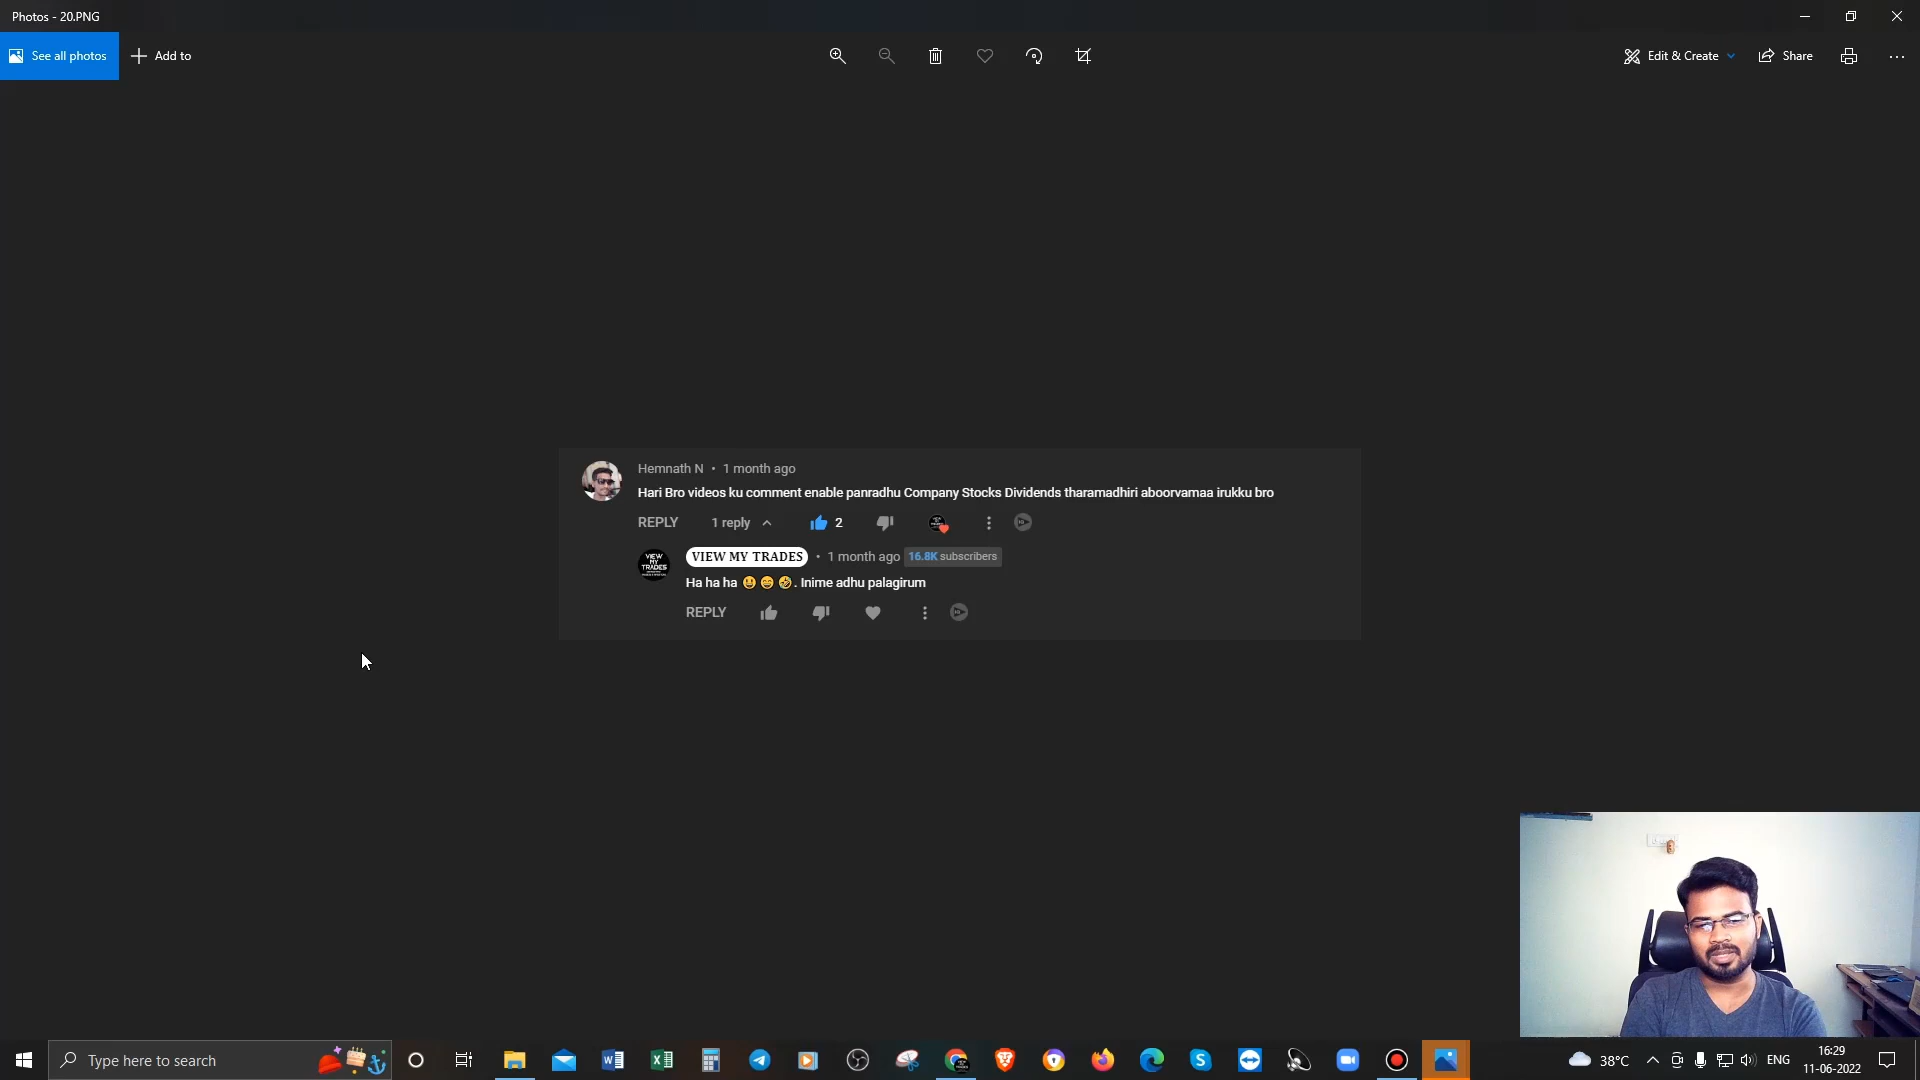 Photos - 20.PNG
See all photos
Add to
Edit & Create
Share
Hemnath N • 1 month ago
Hari Bro videos ku comment enable panradhu Company Stocks Dividends tharamadhiri aboorvamaa irukku bro
REPLY 1 reply 2
VIEW MY TRADES
VIEW MY TRADES • 1 month ago 16.8K subscribers
Ha ha ha 😃😄🤣. Inime adhu palagirum
REPLY
Type here to search
38°C
ENG
16:29
11-06-2022